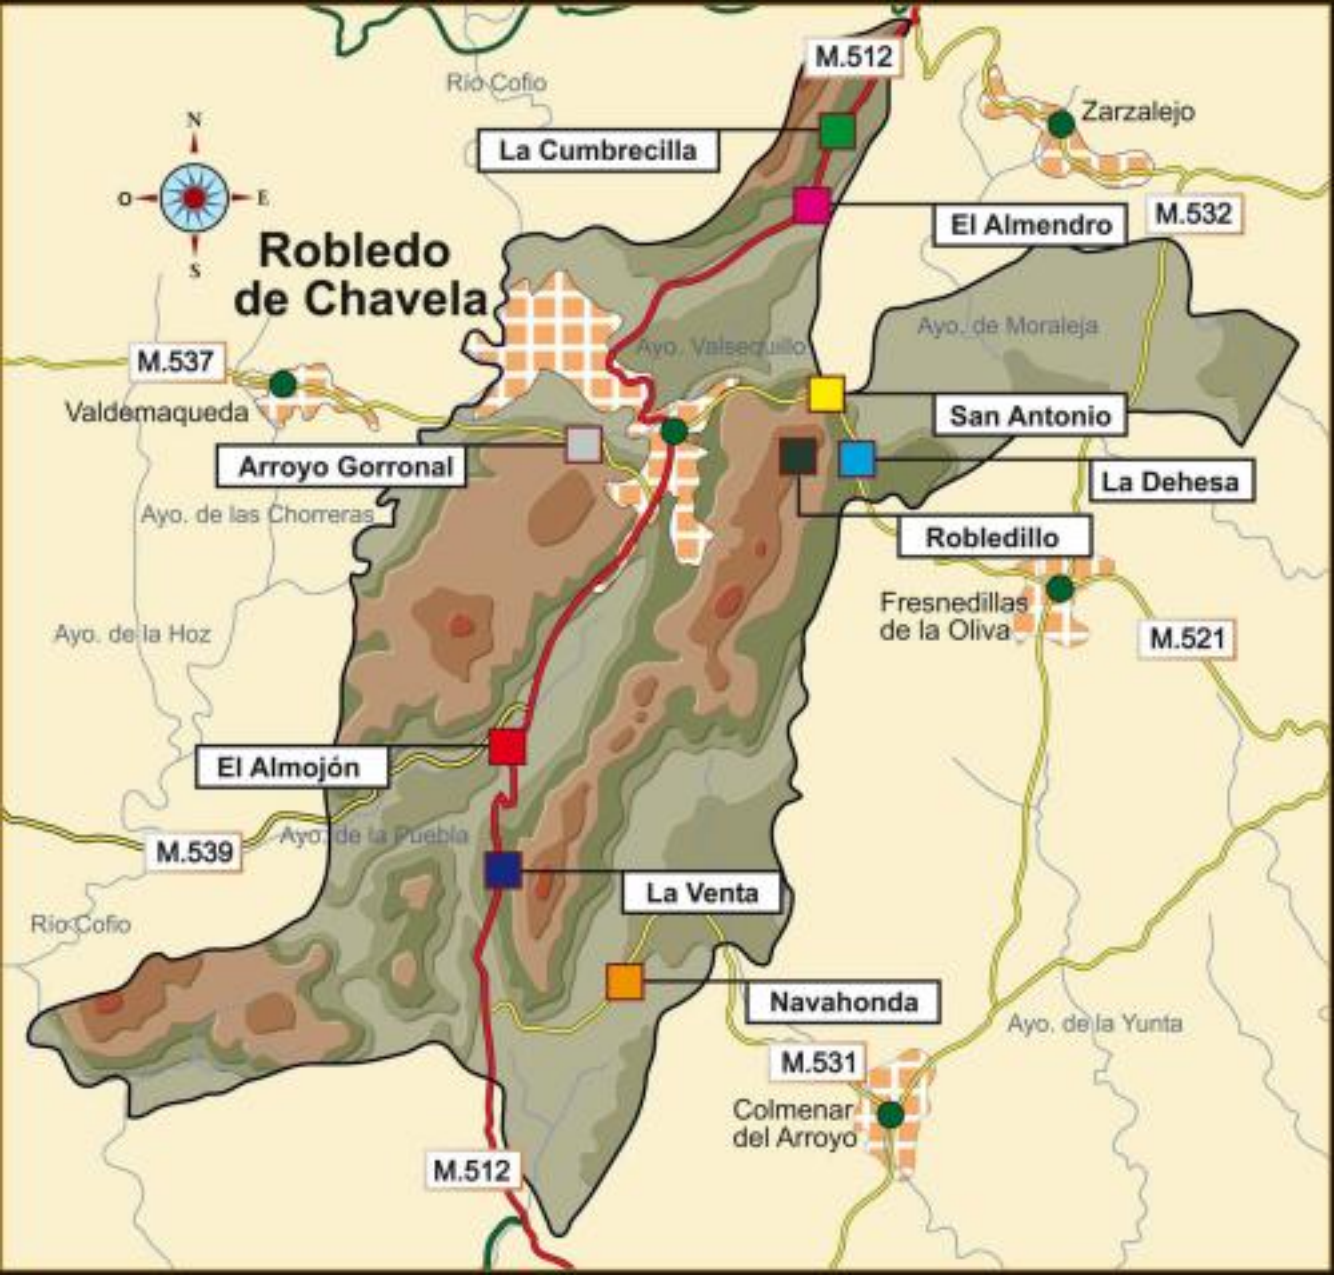 M.512
Río Cofio
Zarzalejo
La Cumbrecilla
N
O
E
S
M.532
El Almendro
Robledo
de Chavela
Ayo. de Moraleja
Ayo. Valsequillo
M.537
Valdemaqueda
San Antonio
Arroyo Gorronal
La Dehesa
Ayo. de las Chorreras
Robledillo
Fresnedillas
de la Oliva
Ayo. de la Hoz
M.521
El Almojón
Ayo. de la Puebla
M.539
La Venta
Río Cofio
Navahonda
Ayo. de la Yunta
M.531
Colmenar
del Arroyo
M.512